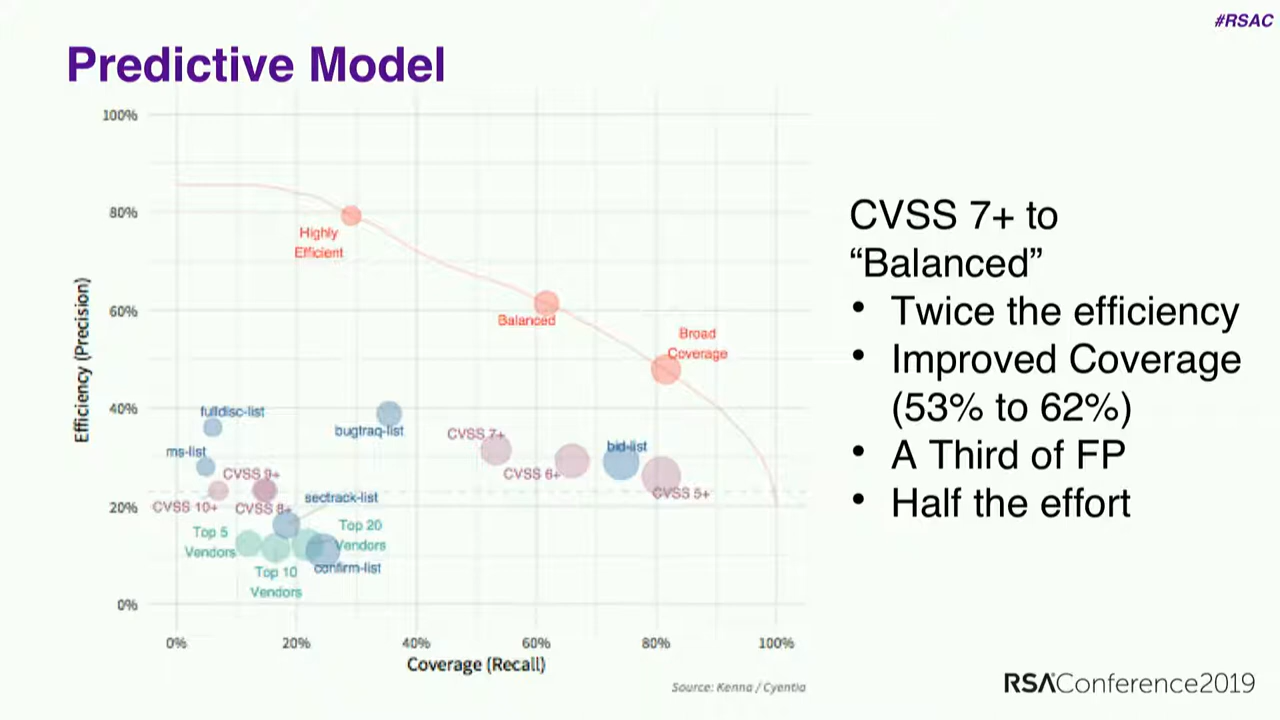 #RSAC
Predictive Model
100%
80%
60%
40%
20%
0%
Efficiency (Precision)
Highly
Efficient
Balanced
Broad
Coverage
fulldisc-list
bugtraq-list
ms-list
CVSS 7+
bid-list
CVSS 9+
CVSS 6+
CVSS 5+
CVSS 10+
CVSS 8+
sectrack-list
Top 5
Vendors
Top 20
Vendors
Top 10
Vendors
confirm-list
0%
20%
40%
60%
80%
100%
Coverage (Recall)
Source: Kenna / Cyentia
CVSS 7+ to
“Balanced”
• Twice the efficiency
• Improved Coverage
(53% to 62%)
• A Third of FP
• Half the effort
RSAConference2019